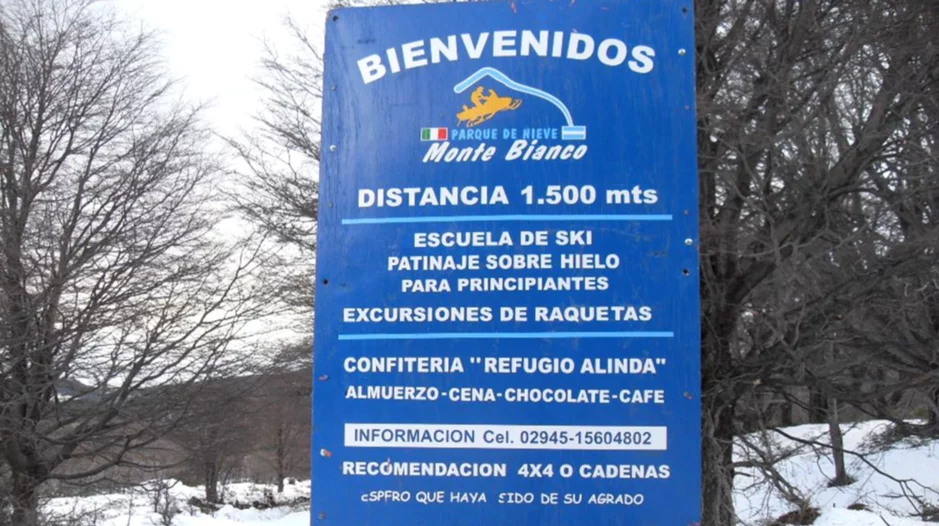 BIENVENIDOS
PARQUE DE NIEVE
Monte Bianco
DISTANCIA 1.500 mts
ESCUELA DE SKI
PATINAJE SOBRE HIELO
PARA PRINCIPIANTES
EXCURSIONES DE RAQUETAS
CONFITERIA "REFUGIO ALINDA"
ALMUERZO-CENA-CHOCOLATE-CAFE
INFORMACION Cel. 02945-15604802
RECOMENDACION 4X4 O CADENAS
eSPFRO QUE HAYA SIDO DE SU AGRADO